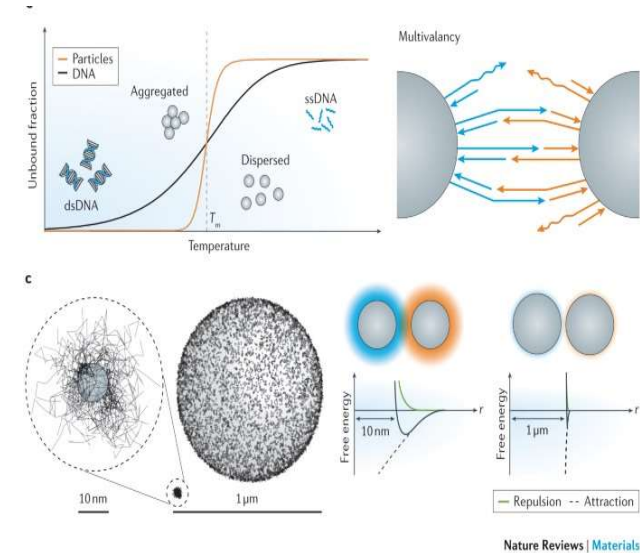 Particles
DNA
Aggregated
ssDNA
Dispersed
dsDNA
Tm
Unbound fraction
Temperature
Multivalancy
c
10 nm
1 μm
Free energy
10 nm
r
Free energy
1 μm
r
Repulsion -- Attraction
Nature Reviews | Materials